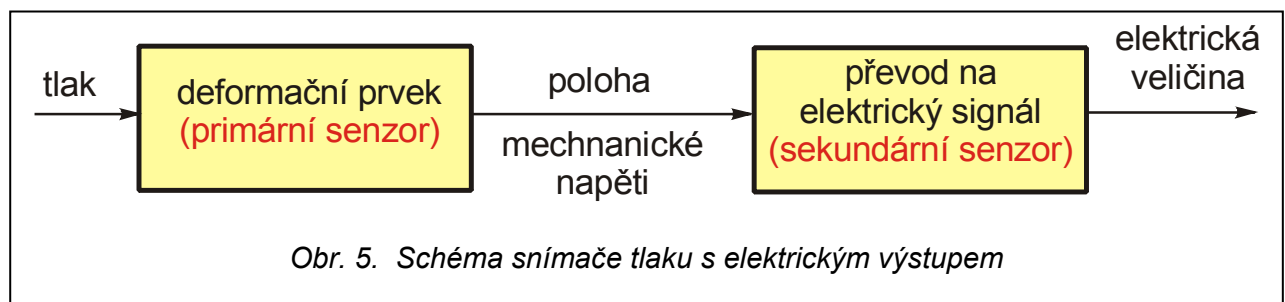 tlak
deformační prvek
(primární senzor)
poloha
mechnanické
napěti
převod na
elektrický signál
(sekundární senzor)
elektrická
veličina
Obr. 5. Schéma snímače tlaku s elektrickým výstupem